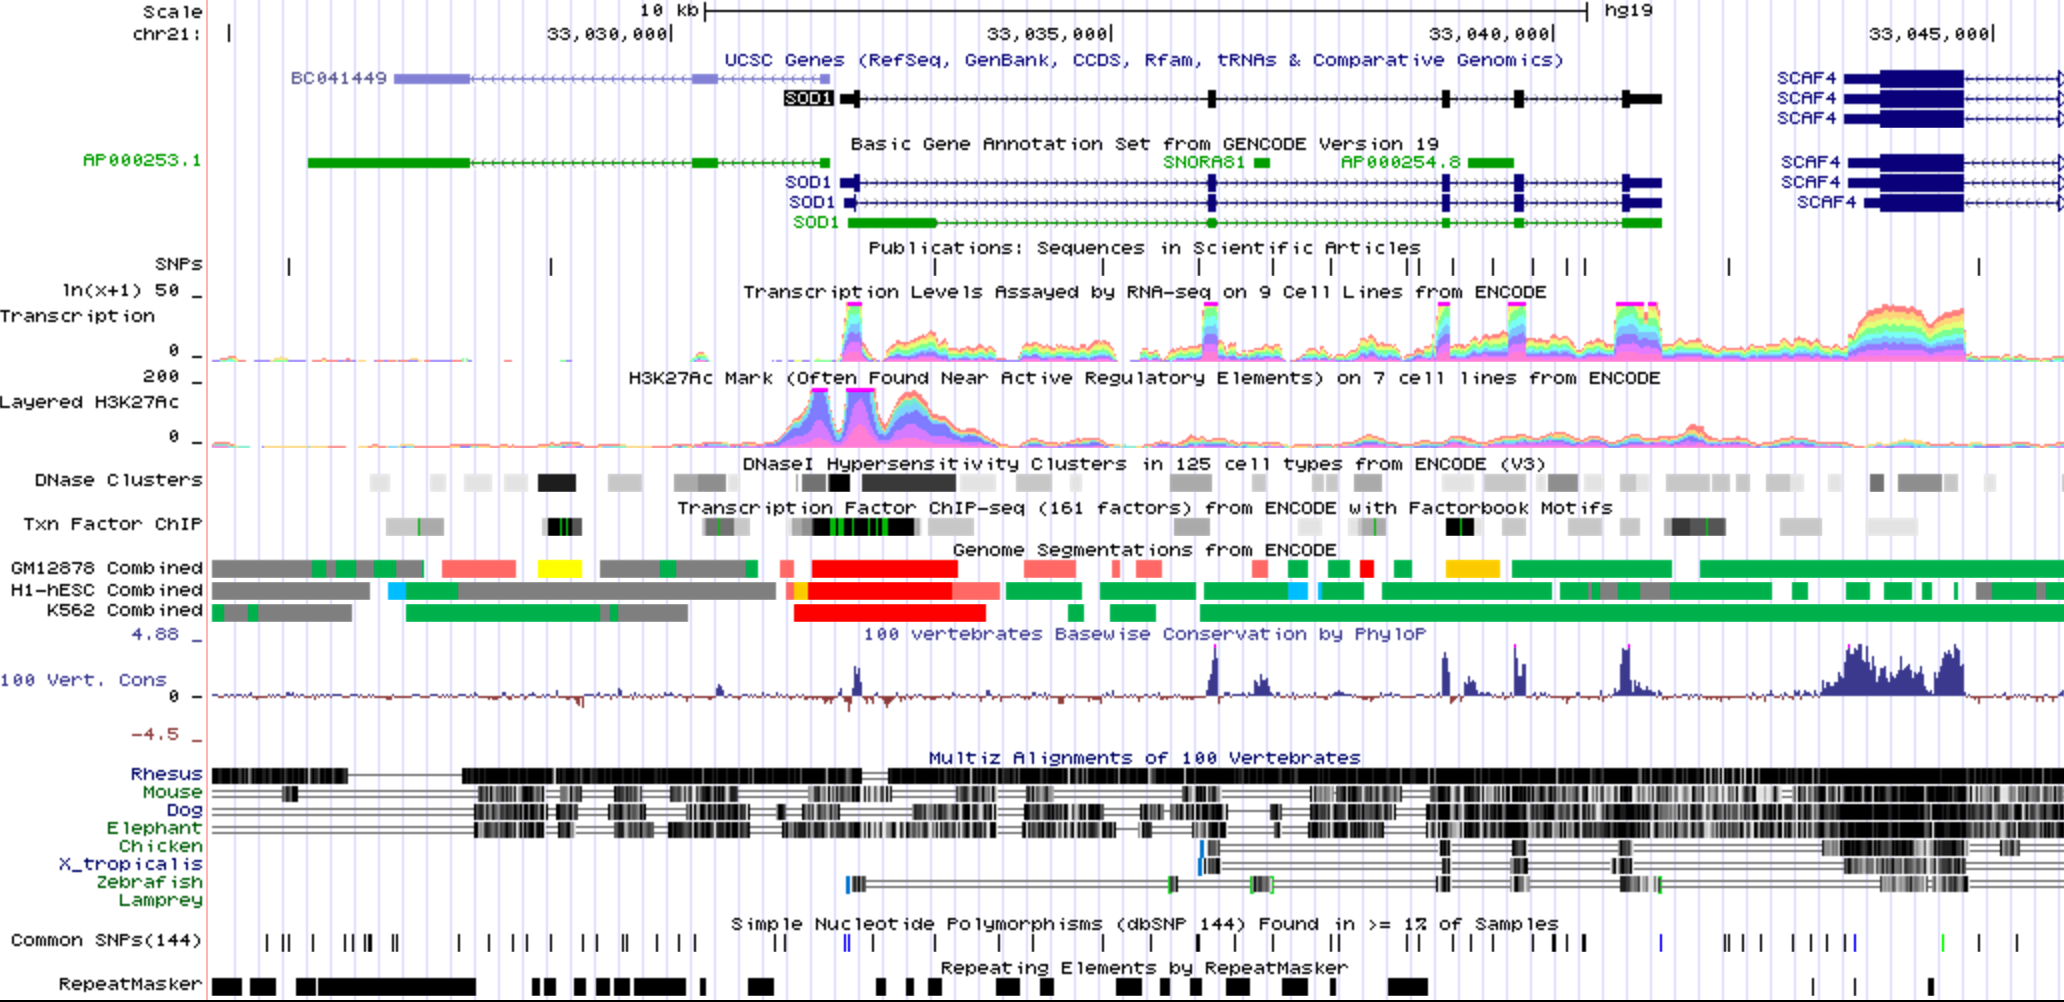 Scale 10 kb hg19
chr21: 33,030,000 33,035,000 33,040,000 33,045,000
UCSC Genes (RefSeq, GenBank, CCDS, Rfam, tRNAs & Comparative Genomics)
BC041449 SCAF4
SOD1 SCAF4
SCAF4
Basic Gene Annotation Set from GENCODE Version 19
AP000253.1 SNORA81 AP000254.8 SCAF4
SOD1 SCAF4
SOD1 SCAF4
SOD1
Publications: Sequences in Scientific Articles
SNPs
ln(x+1) 50 _ Transcription Levels Assayed by RNA-seq on 9 Cell Lines from ENCODE
Transcription
0 _
200 _ H3K27Ac Mark (Often Found Near Active Regulatory Elements) on 7 cell lines from ENCODE
Layered H3K27Ac
0 _
DNaseI Hypersensitivity Clusters in 125 cell types from ENCODE (V3)
DNase Clusters
Transcription Factor ChIP-seq (161 factors) from ENCODE with Factorbook Motifs
Txn Factor ChIP
Genome Segmentations from ENCODE
GM12878 Combined
H1-hESC Combined
K562 Combined
4.88 _ 100 vertebrates Basewise Conservation by PhyloP
100 Vert. Cons
0 _
-4.5 _
Multiz Alignments of 100 Vertebrates
Rhesus
Mouse
Dog
Elephant
Chicken
X_tropicalis
Zebrafish
Lamprey
Simple Nucleotide Polymorphisms (dbSNP 144) Found in >= 1% of Samples
Common SNPs(144)
Repeating Elements by RepeatMasker
RepeatMasker